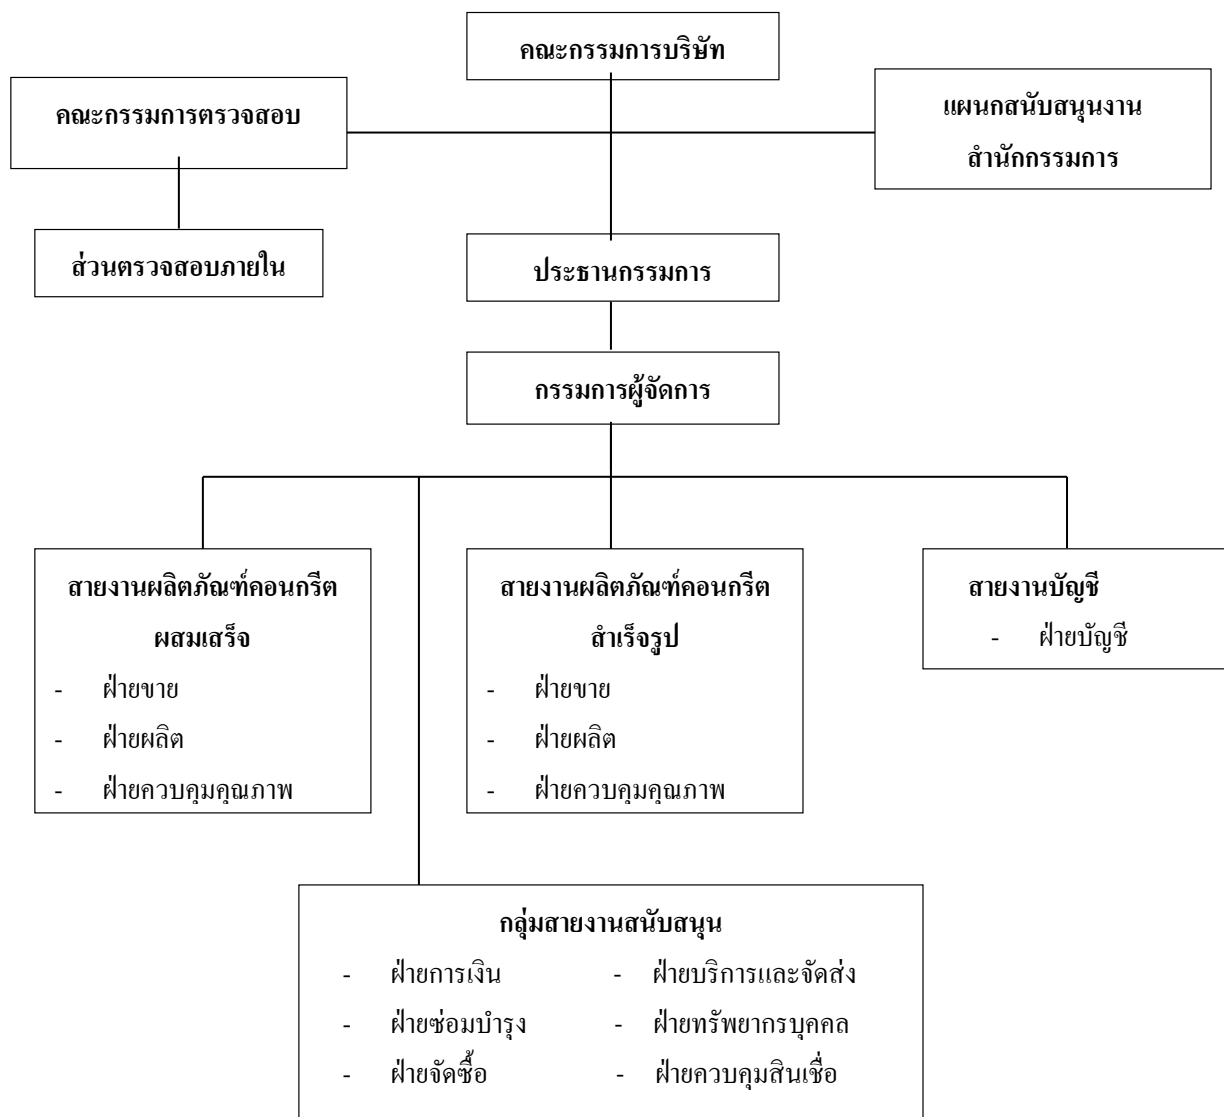 คณะกรรมการบริษัท
คณะกรรมการตรวจสอบ
แผนกสนับสนุนงาน
สำนักกรรมการ
ส่วนตรวจสอบภายใน
ประธานกรรมการ
กรรมการผู้จัดการ
สายงานผลิตภัณฑ์คอนกรีต
ผสมเสร็จ
- ฝ่ายขาย
- ฝ่ายผลิต
- ฝ่ายควบคุมคุณภาพ
สายงานผลิตภัณฑ์คอนกรีต
สำเร็จรูป
- ฝ่ายขาย
- ฝ่ายผลิต
- ฝ่ายควบคุมคุณภาพ
สายงานบัญชี
- ฝ่ายบัญชี
กลุ่มสายงานสนับสนุน
- ฝ่ายการเงิน - ฝ่ายบริการและจัดส่ง
- ฝ่ายซ่อมบำรุง - ฝ่ายทรัพยากรบุคคล
- ฝ่ายจัดซื้อ - ฝ่ายควบคุมสินเชื่อ